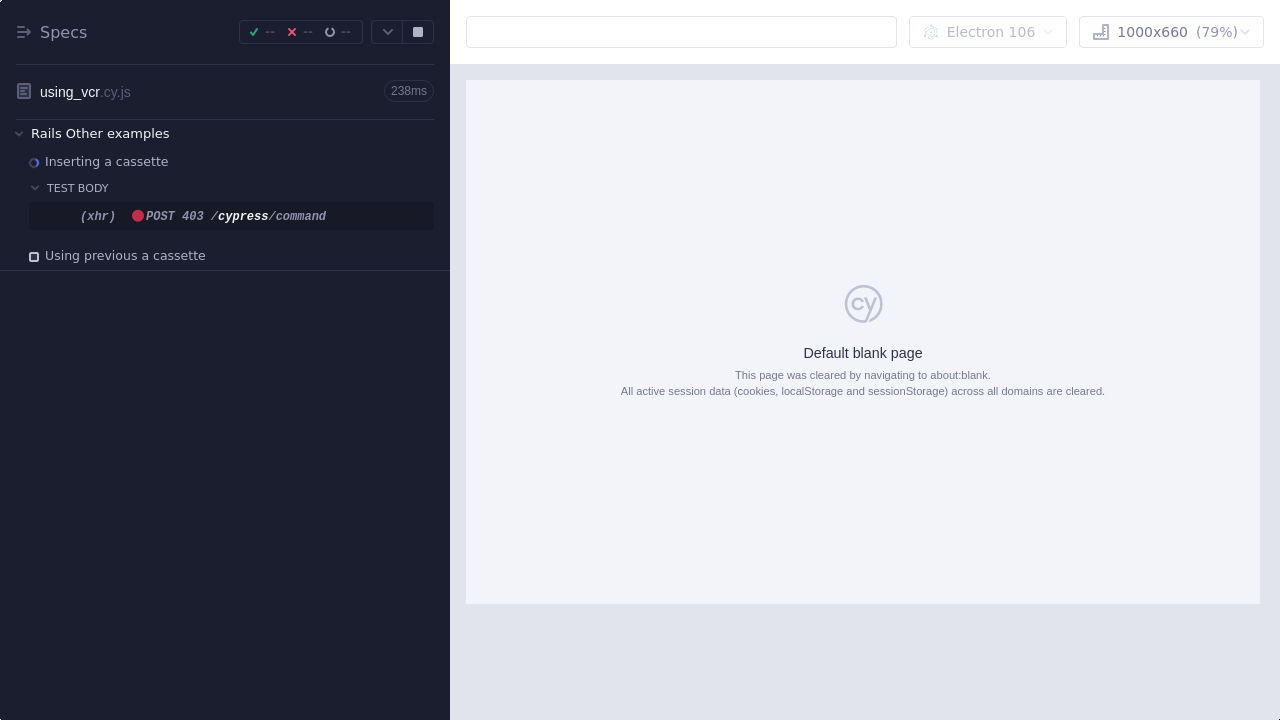 Specs
-- -- --
using_vcr.cy.js 238ms
Rails Other examples
Inserting a cassette
TEST BODY
(xhr) POST 403 /cypress/command
Using previous a cassette
Electron 106
1000x660 (79%)
cy
Default blank page
This page was cleared by navigating to about:blank.
All active session data (cookies, localStorage and sessionStorage) across all domains are cleared.